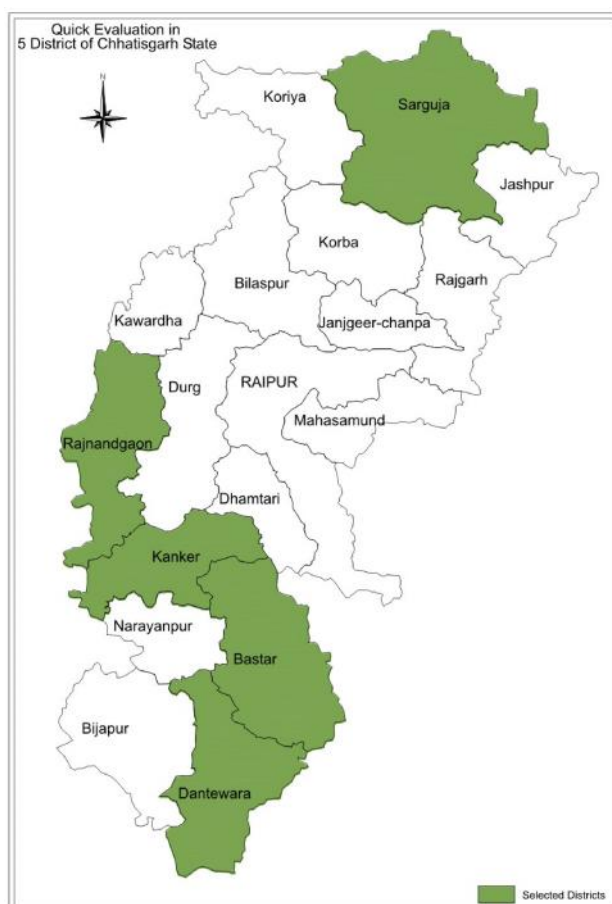 Quick Evaluation in
5 District of Chhatisgarh State
N
Koriya
Sarguja
Jashpur
Korba
Rajgarh
Bilaspur
Kawardha
Janjgeer-chanpa
Durg
RAIPUR
Mahasamund
Rajnandgaon
Dhamtari
Kanker
Narayanpur
Bastar
Bijapur
Dantewara
Selected Districts